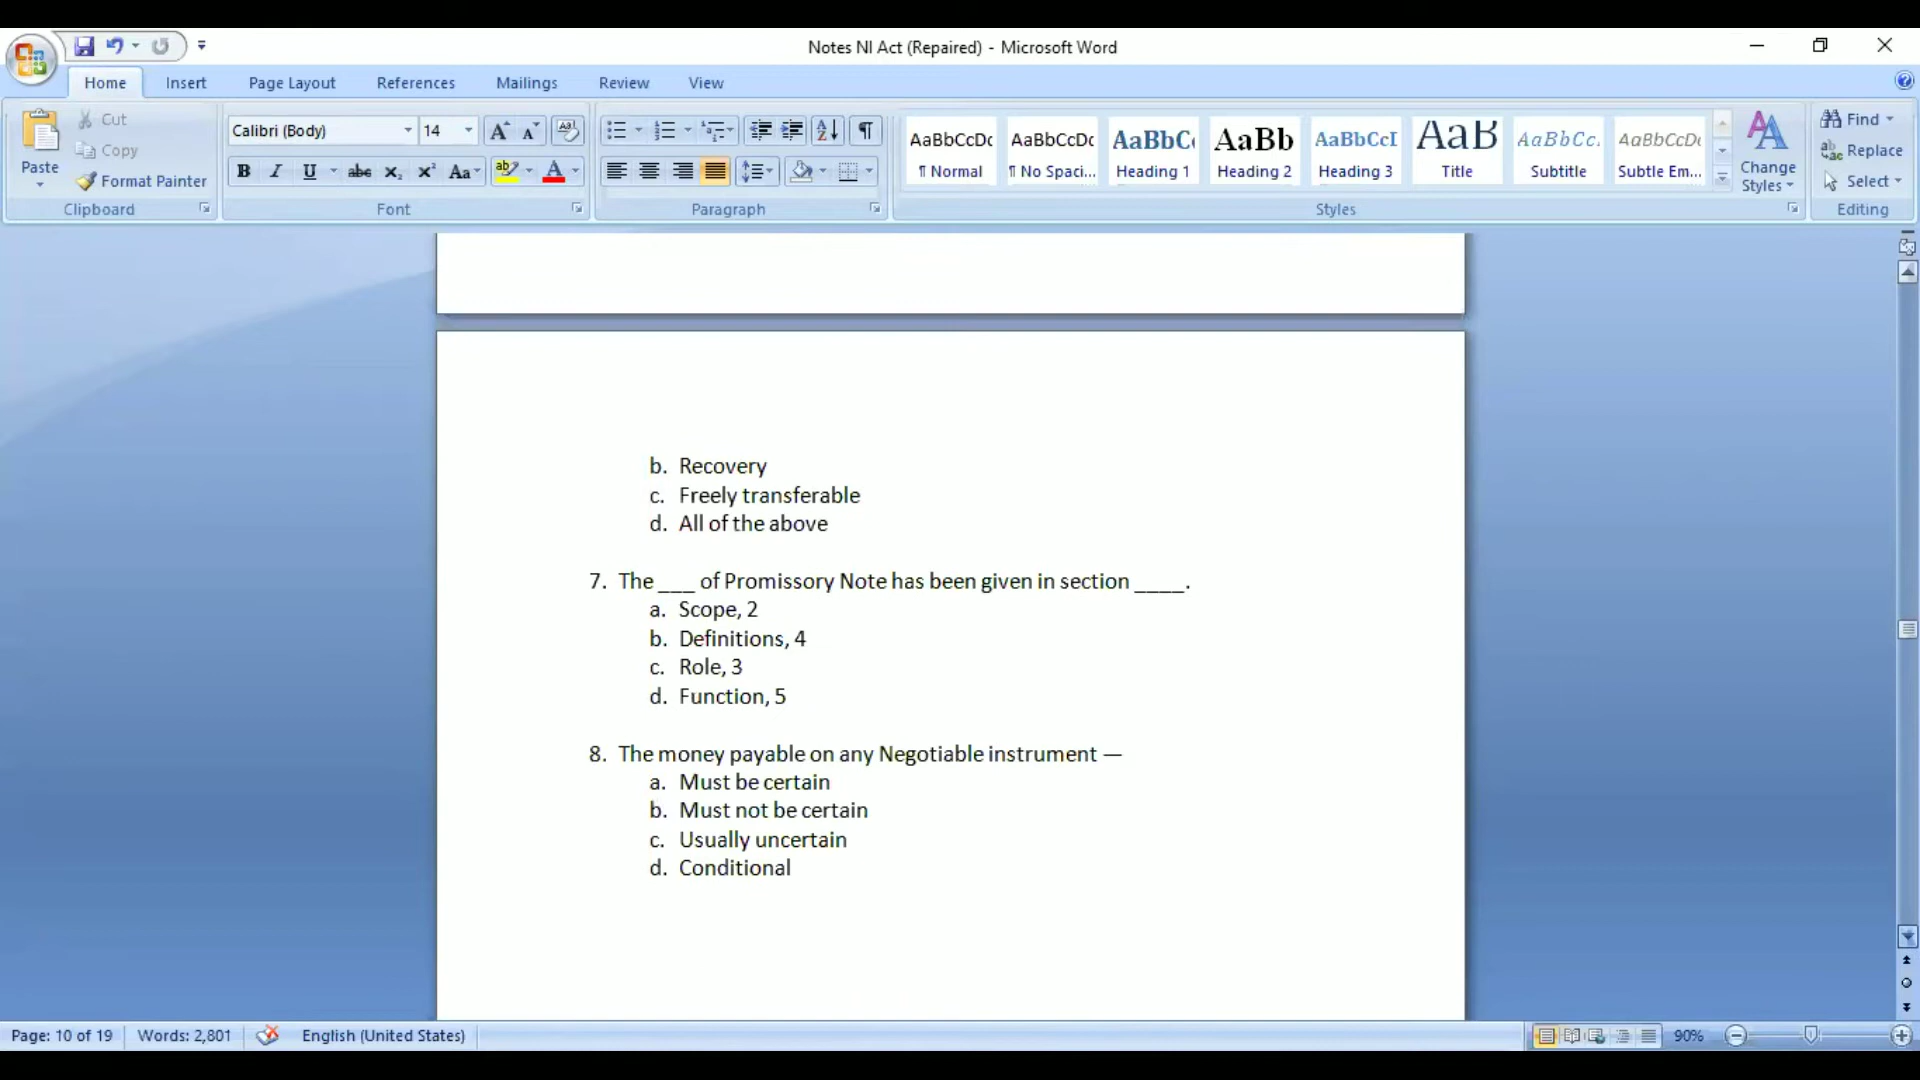 Notes NI Act (Repaired) - Microsoft Word
Home Insert Page Layout References Mailings Review View
Paste
Cut
Copy
Format Painter
Clipboard
Calibri (Body) 14
B I U abc X₂ X² Aa
Font
Paragraph
AaBbCcDc AaBbCcDc AaBbC AaBb AaBbCcI AaB AaBbCc. AaBbCcDc
¶ Normal ¶ No Spaci... Heading 1 Heading 2 Heading 3 Title Subtitle Subtle Em...
Change
Styles
Styles
Find
Replace
Select
Editing
b. Recovery
c. Freely transferable
d. All of the above
7. The ___ of Promissory Note has been given in section ____.
a. Scope, 2
b. Definitions, 4
c. Role, 3
d. Function, 5
8. The money payable on any Negotiable instrument —
a. Must be certain
b. Must not be certain
c. Usually uncertain
d. Conditional
Page: 10 of 19 Words: 2,801 English (United States) 90%